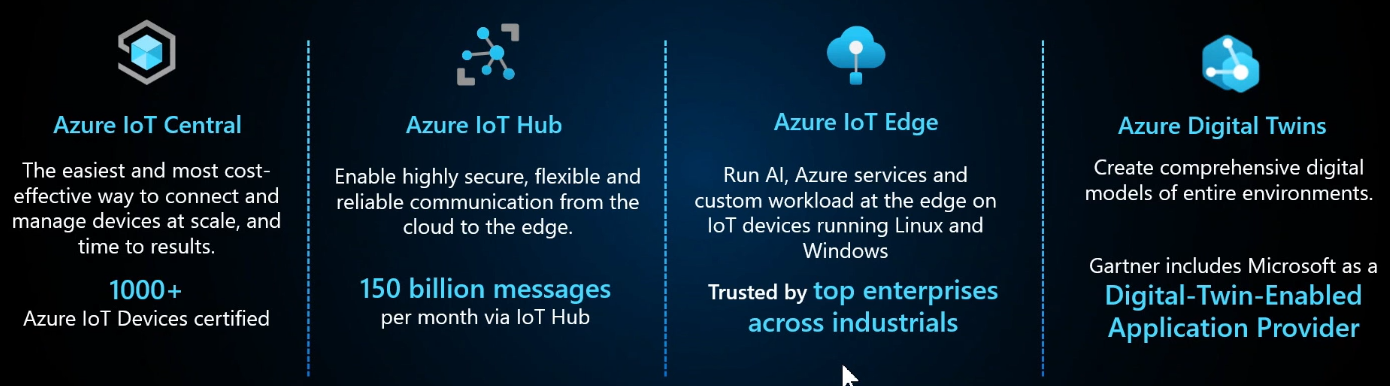 Azure IoT Central
The easiest and most cost-
effective way to connect and
manage devices at scale, and
time to results.
1000+
Azure IoT Devices certified
Azure IoT Hub
Enable highly secure, flexible and
reliable communication from the
cloud to the edge.
150 billion messages
per month via IoT Hub
Azure IoT Edge
Run AI, Azure services and
custom workload at the edge on
IoT devices running Linux and
Windows
Trusted by top enterprises
across industrials
Azure Digital Twins
Create comprehensive digital
models of entire environments.
Gartner includes Microsoft as a
Digital-Twin-Enabled
Application Provider